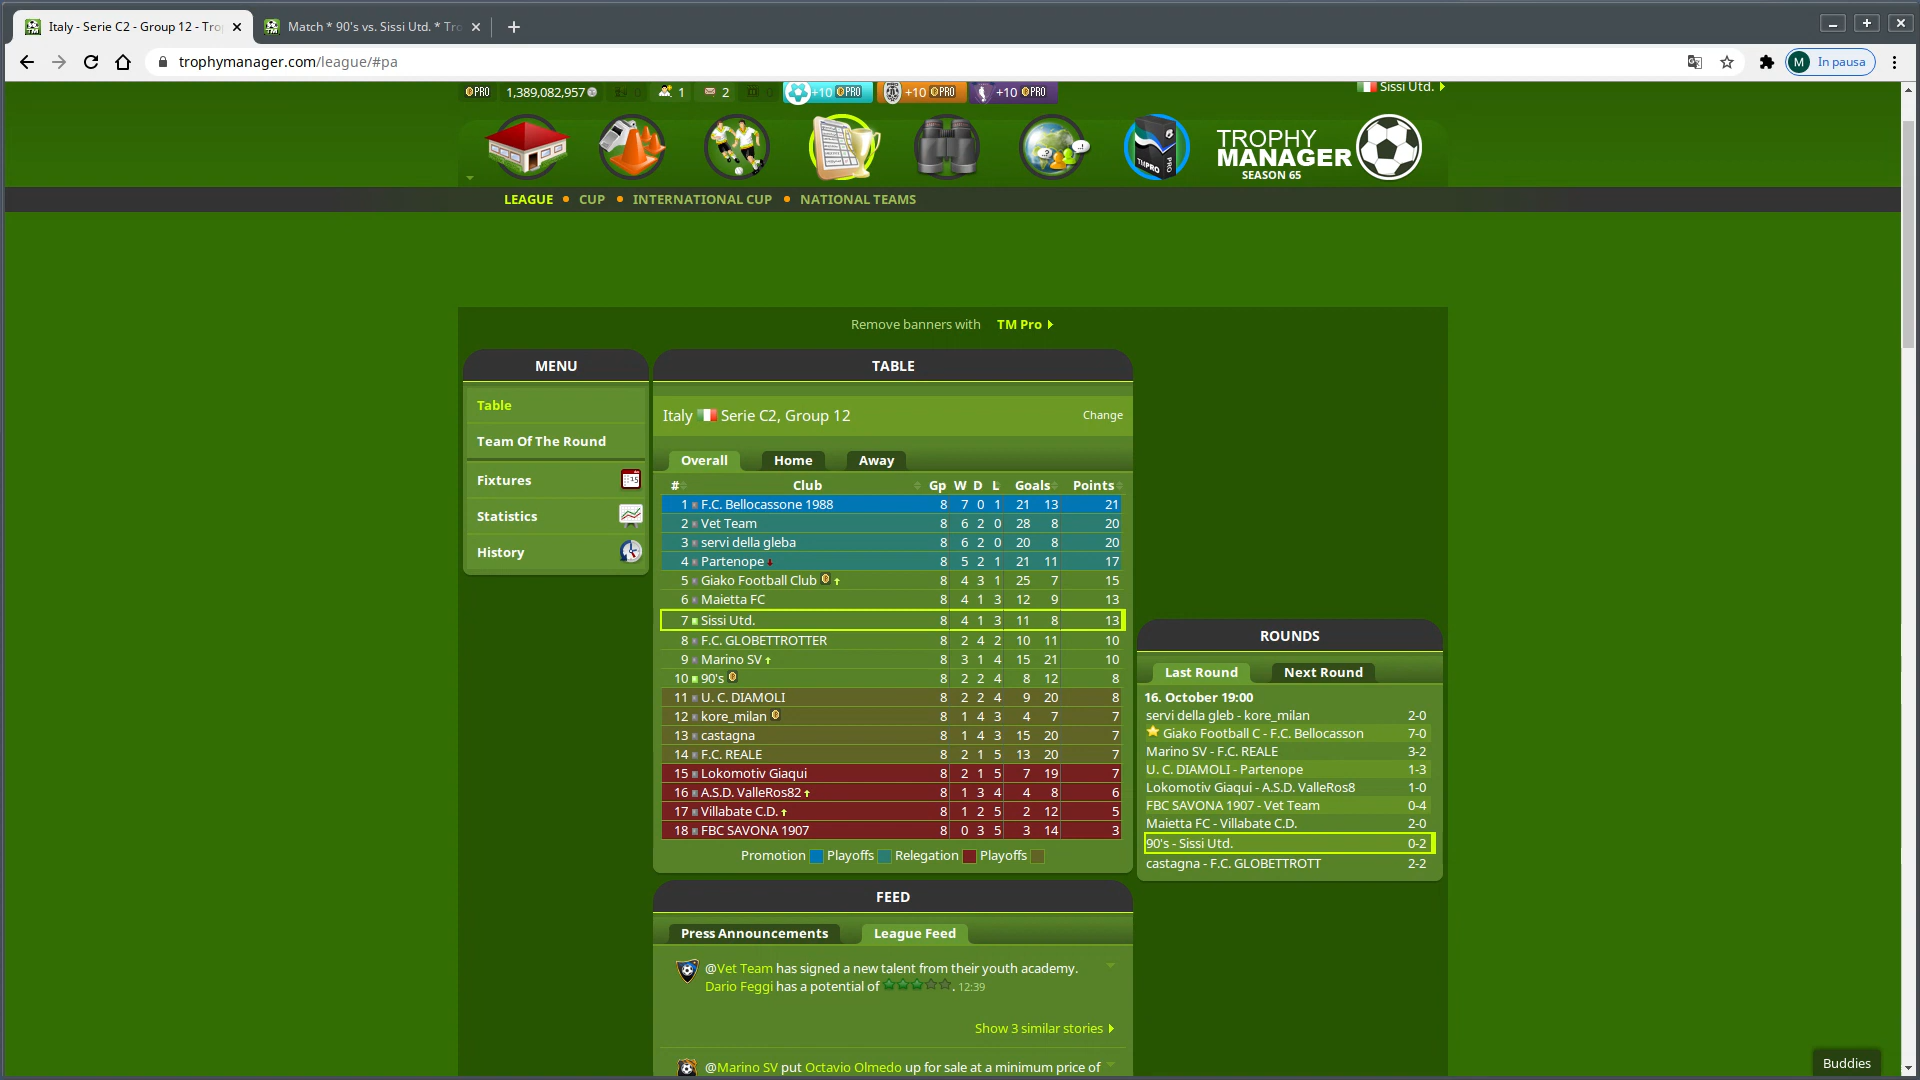 Italy - Serie C2 - Group 12 - Tro
Match * 90's vs. Sissi Utd. * Tro
trophymanager.com/league/#pa
M In pausa
PRO 1,389,082,957 1 2 +10 PRO +10 PRO +10 PRO
Sissi Utd.
TROPHY
MANAGER
SEASON 65
LEAGUE CUP INTERNATIONAL CUP NATIONAL TEAMS
Remove banners with TM Pro
MENU
Table
Team Of The Round
Fixtures
Statistics
History
TABLE
Italy Serie C2, Group 12 Change
Overall Home Away
# Club Gp W D L Goals Points
1 F.C. Bellocassone 1988 8 7 0 1 21 13 21
2 Vet Team 8 6 2 0 28 8 20
3 servi della gleba 8 6 2 0 20 8 20
4 Partenope 8 5 2 1 21 11 17
5 Giako Football Club 8 4 3 1 25 7 15
6 Maietta FC 8 4 1 3 12 9 13
7 Sissi Utd. 8 4 1 3 11 8 13
8 F.C. GLOBETTROTTER 8 2 4 2 10 11 10
9 Marino SV 8 3 1 4 15 21 10
10 90's 8 2 2 4 8 12 8
11 U. C. DIAMOLI 8 2 2 4 9 20 8
12 kore_milan 8 1 4 3 4 7 7
13 castagna 8 1 4 3 15 20 7
14 F.C. REALE 8 2 1 5 13 20 7
15 Lokomotiv Giaqui 8 2 1 5 7 19 7
16 A.S.D. ValleRos82 8 1 3 4 4 8 6
17 Villabate C.D. 8 1 2 5 2 12 5
18 FBC SAVONA 1907 8 0 3 5 3 14 3
Promotion Playoffs Relegation Playoffs
ROUNDS
Last Round Next Round
16. October 19:00
servi della gleb - kore_milan 2-0
Giako Football C - F.C. Bellocasson 7-0
Marino SV - F.C. REALE 3-2
U. C. DIAMOLI - Partenope 1-3
Lokomotiv Giaqui - A.S.D. ValleRos8 1-0
FBC SAVONA 1907 - Vet Team 0-4
Maietta FC - Villabate C.D. 2-0
90's - Sissi Utd. 0-2
castagna - F.C. GLOBETTROTT 2-2
FEED
Press Announcements League Feed
@Vet Team has signed a new talent from their youth academy.
Dario Feggi has a potential of . 12:39
Show 3 similar stories
@Marino SV put Octavio Olmedo up for sale at a minimum price of
Buddies